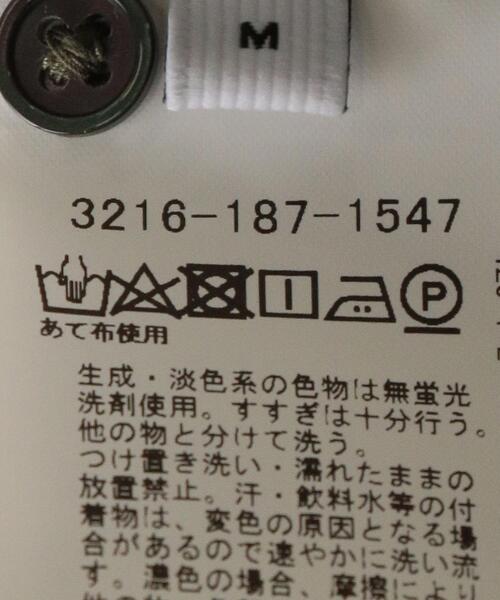 M
3216-187-1547
P
あて布使用
生成・淡色系の色物は無蛍光
洗剤使用。すすぎは十分行う。
他の物と分けて洗う。
つけ置き洗い・濡れたままの
放置禁止。汗・飲料水等の付
着物は、変色の原因となる場
合があるので速やかに洗い流
す。濃色の場合、摩擦により